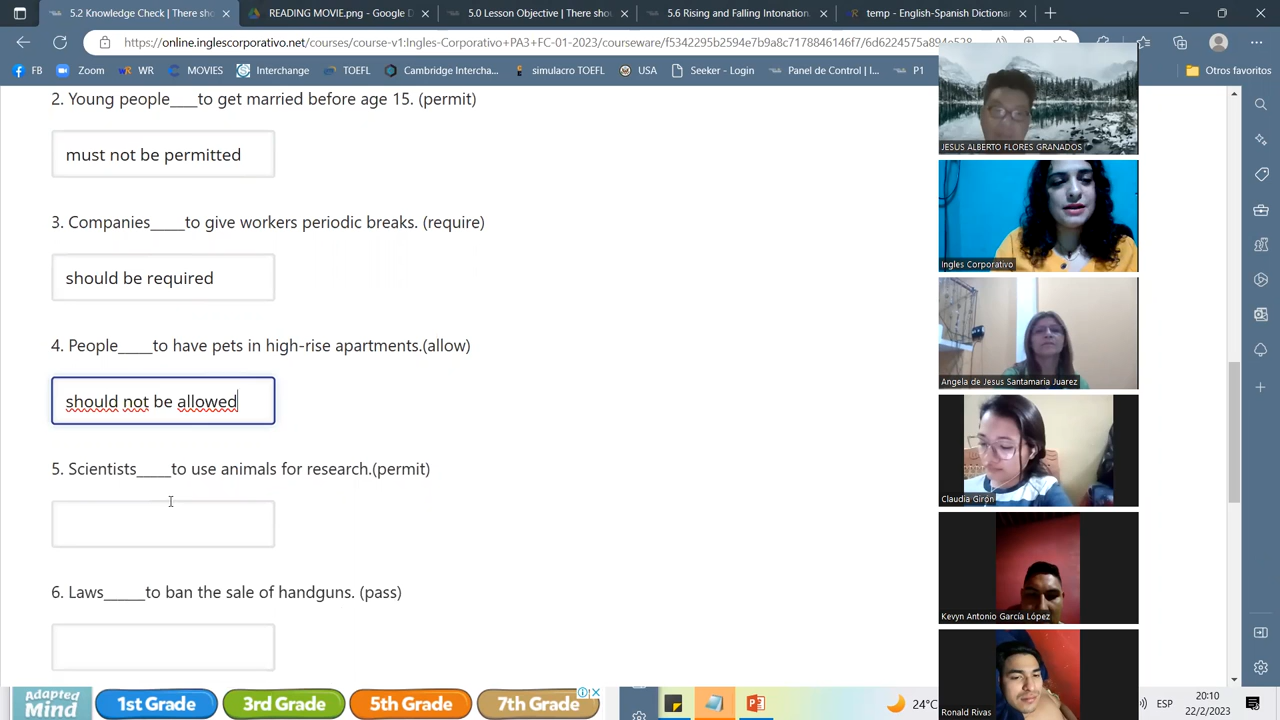 5.2 Knowledge Check | There sho
READING MOVIE.png - Google D
5.0 Lesson Objective | There shou
5.6 Rising and Falling Intonation
temp - English-Spanish Dictionar
https://online.inglescorporativo.net/courses/course-v1:Ingles-Corporativo+PA3+FC-01-2023/courseware/f5342295b2594e7b9a8c7178846146f7/6d6224575a894e528
FB
Zoom
WR
MOVIES
Interchange
TOEFL
Cambridge Intercha...
simulacro TOEFL
USA
Seeker - Login
Panel de Control | I...
P1
Otros favoritos
2. Young people____to get married before age 15. (permit)
must not be permitted
3. Companies_____to give workers periodic breaks. (require)
should be required
4. People_____to have pets in high-rise apartments.(allow)
should not be allowed
5. Scientists_____to use animals for research.(permit)
6. Laws______to ban the sale of handguns. (pass)
JESUS ALBERTO FLORES GRANADOS
Ingles Corporativo
Angela de Jesus Santamaria Juarez
Claudia Girón
Kevyn Antonio García López
Ronald Rivas
Adapted
Mind
1st Grade
3rd Grade
5th Grade
7th Grade
24°C
ESP
20:10
22/2/2023